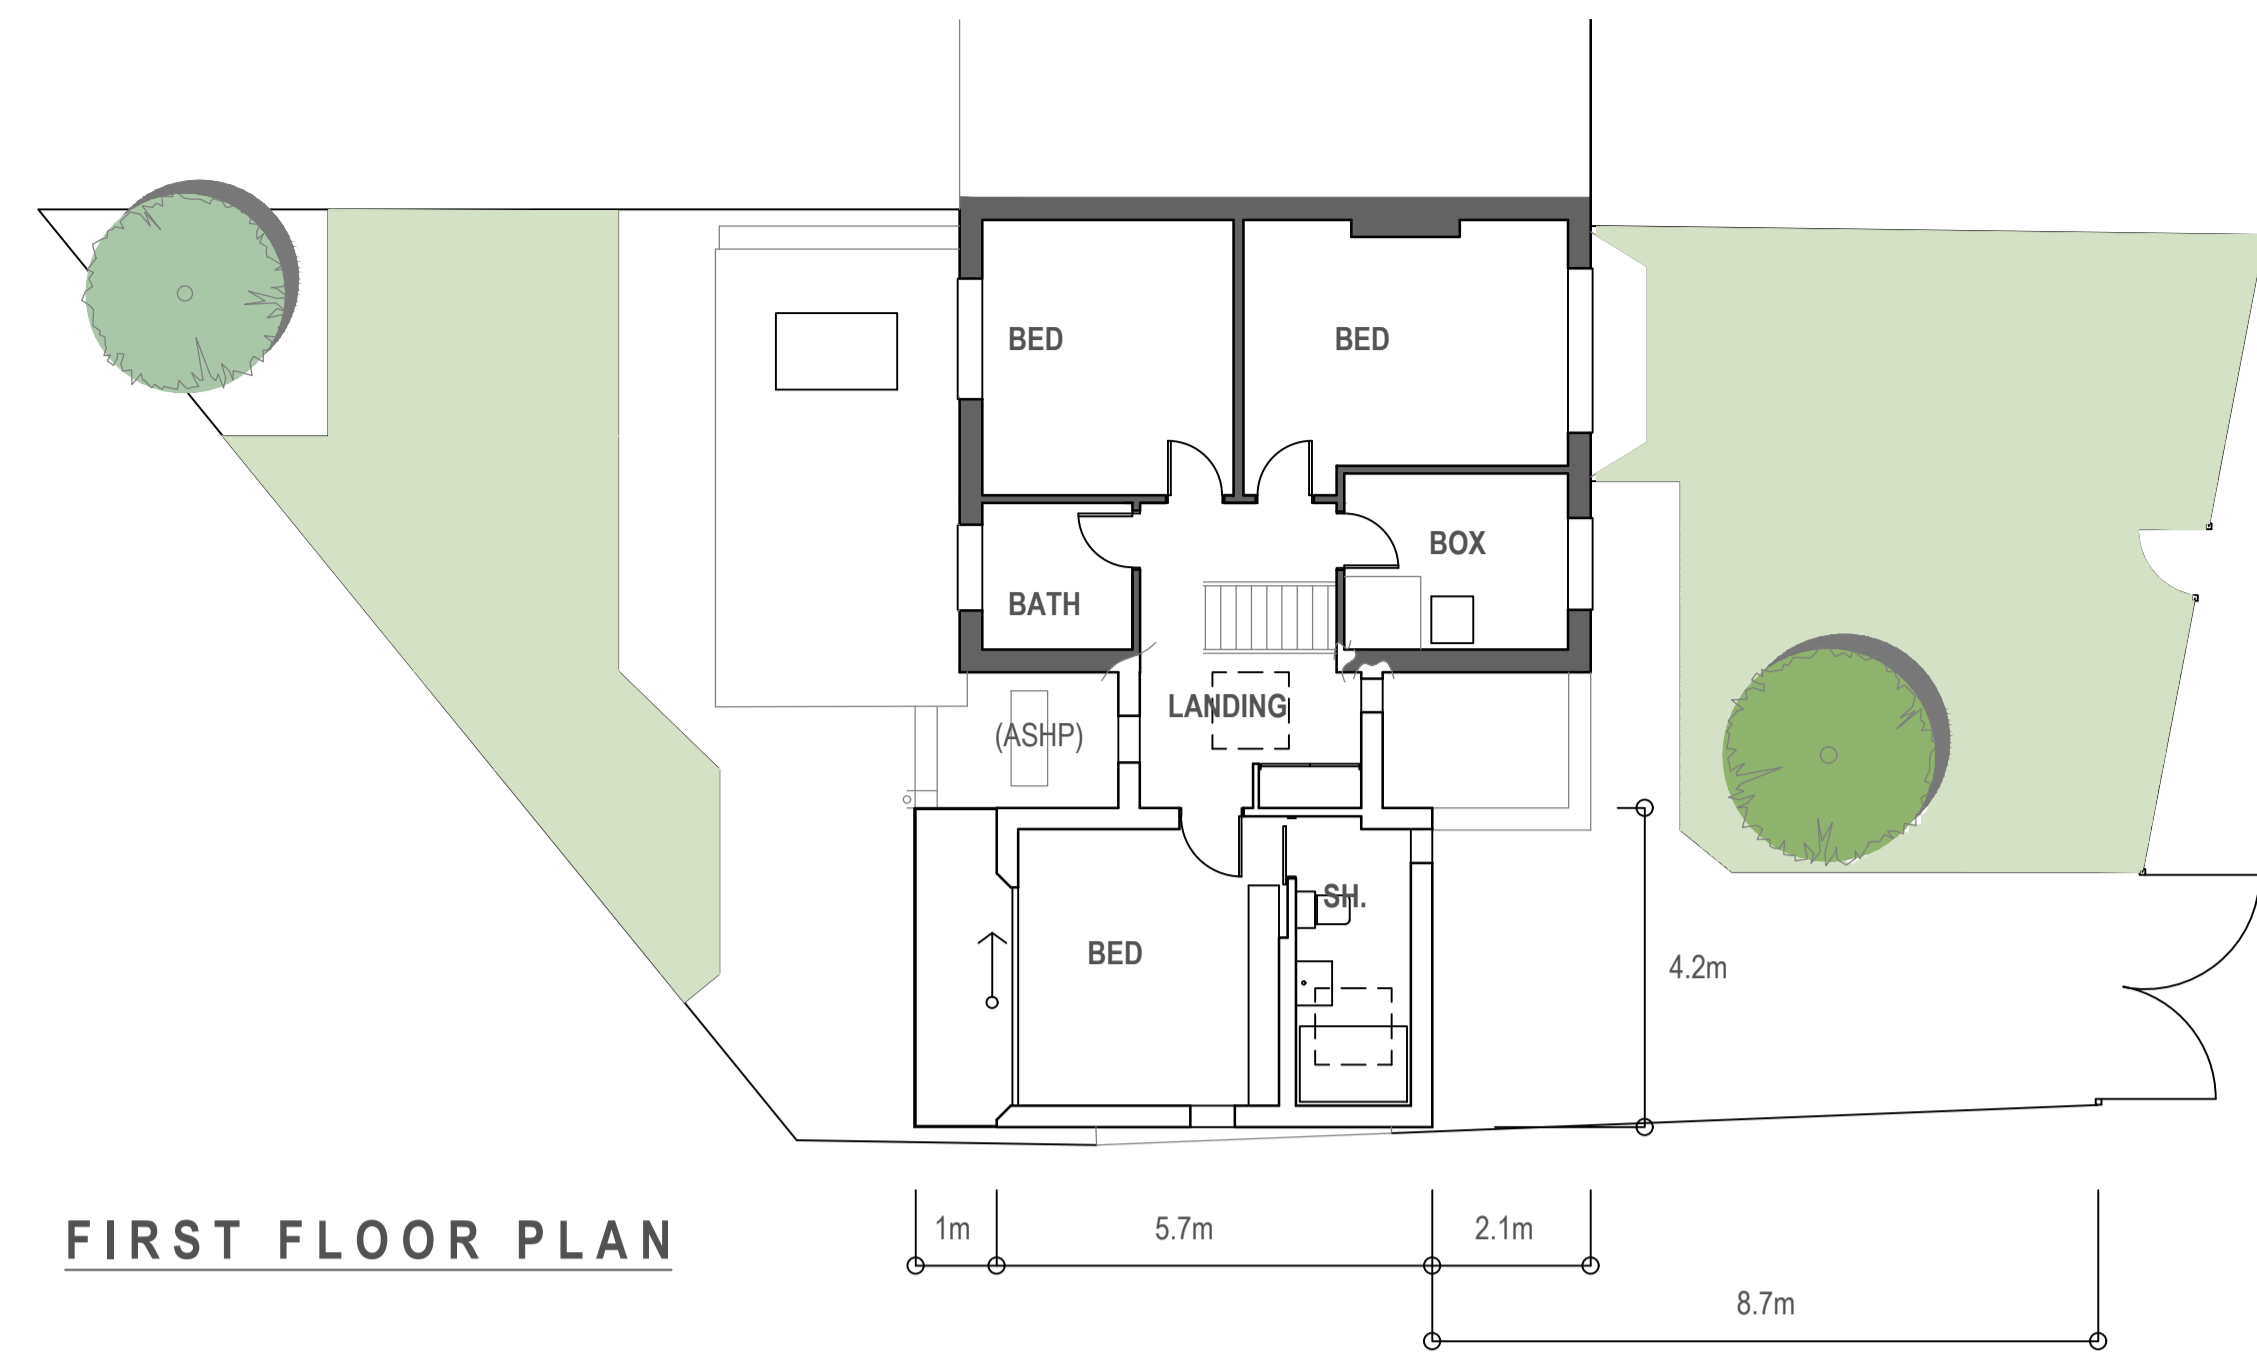 BED
BED
BOX
BATH
LANDING
(ASHP)
SH.
BED
4.2m
1m
5.7m
2.1m
8.7m
FIRST FLOOR PLAN